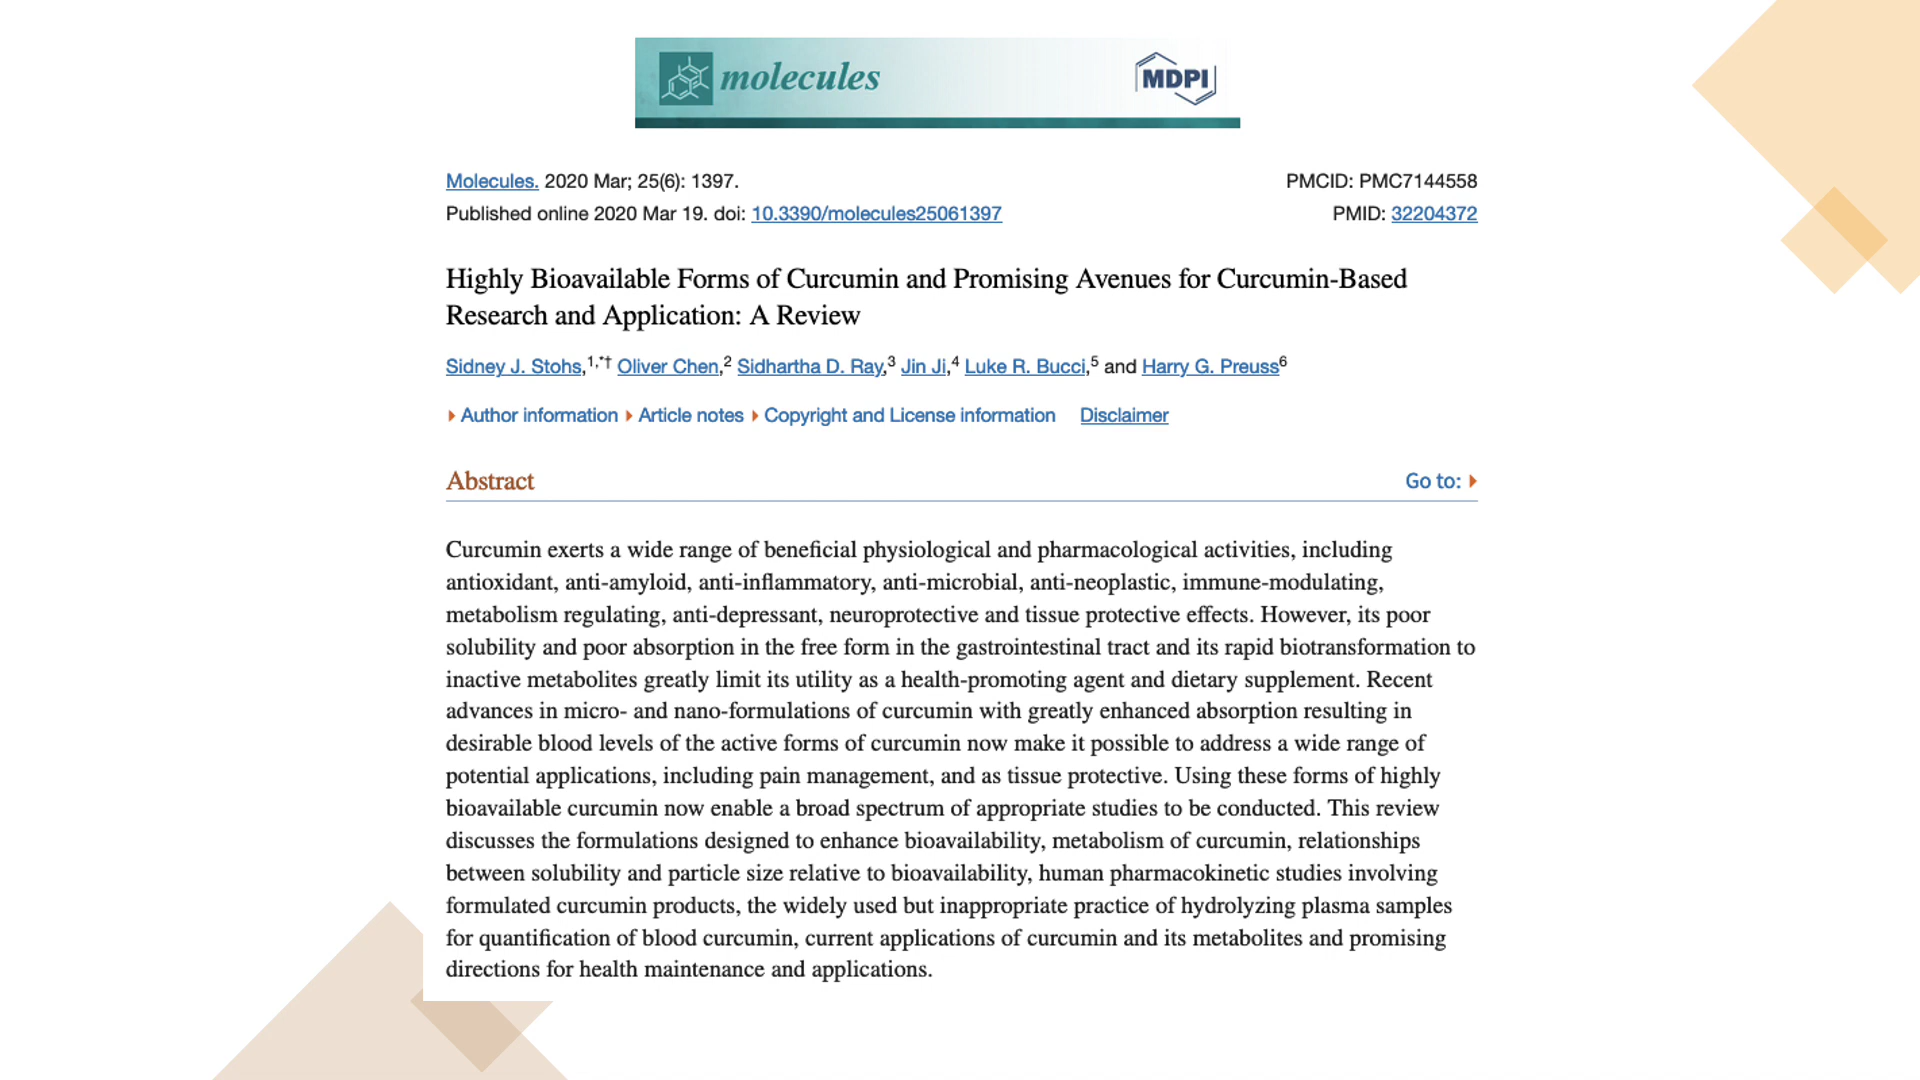 molecules
MDPI
Molecules. 2020 Mar; 25(6): 1397.
PMCID: PMC7144558
Published online 2020 Mar 19. doi: 10.3390/molecules25061397
PMID: 32204372
Highly Bioavailable Forms of Curcumin and Promising Avenues for Curcumin-Based
Research and Application: A Review
Sidney J. Stohs,1,*† Oliver Chen,2 Sidhartha D. Ray,3 Jin Ji,4 Luke R. Bucci,5 and Harry G. Preuss6
Author information Article notes Copyright and License information Disclaimer
Abstract
Go to:
Curcumin exerts a wide range of beneficial physiological and pharmacological activities, including
antioxidant, anti-amyloid, anti-inflammatory, anti-microbial, anti-neoplastic, immune-modulating,
metabolism regulating, anti-depressant, neuroprotective and tissue protective effects. However, its poor
solubility and poor absorption in the free form in the gastrointestinal tract and its rapid biotransformation to
inactive metabolites greatly limit its utility as a health-promoting agent and dietary supplement. Recent
advances in micro- and nano-formulations of curcumin with greatly enhanced absorption resulting in
desirable blood levels of the active forms of curcumin now make it possible to address a wide range of
potential applications, including pain management, and as tissue protective. Using these forms of highly
bioavailable curcumin now enable a broad spectrum of appropriate studies to be conducted. This review
discusses the formulations designed to enhance bioavailability, metabolism of curcumin, relationships
between solubility and particle size relative to bioavailability, human pharmacokinetic studies involving
formulated curcumin products, the widely used but inappropriate practice of hydrolyzing plasma samples
for quantification of blood curcumin, current applications of curcumin and its metabolites and promising
directions for health maintenance and applications.